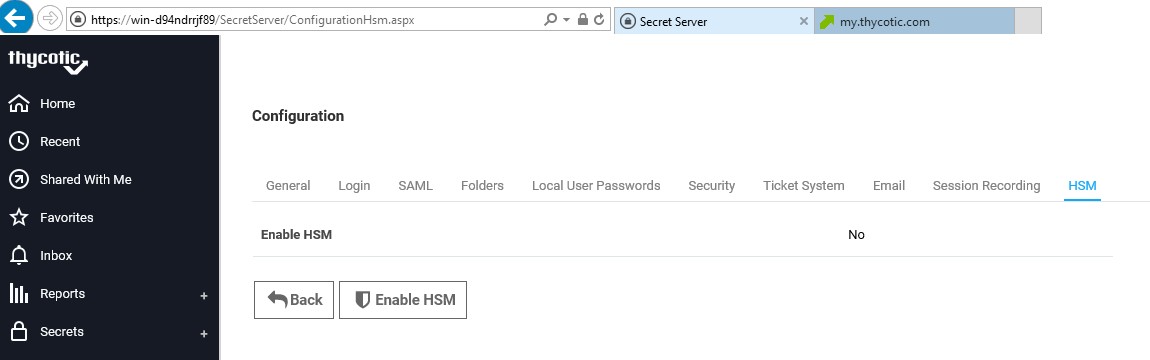 https://win-d94ndrrjf89/SecretServer/ConfigurationHsm.aspx
Secret Server
my.thycotic.com
thycotic
Home
Recent
Shared With Me
Favorites
Inbox
Reports +
Secrets +
Configuration
General Login SAML Folders Local User Passwords Security Ticket System Email Session Recording HSM
Enable HSM No
Back Enable HSM